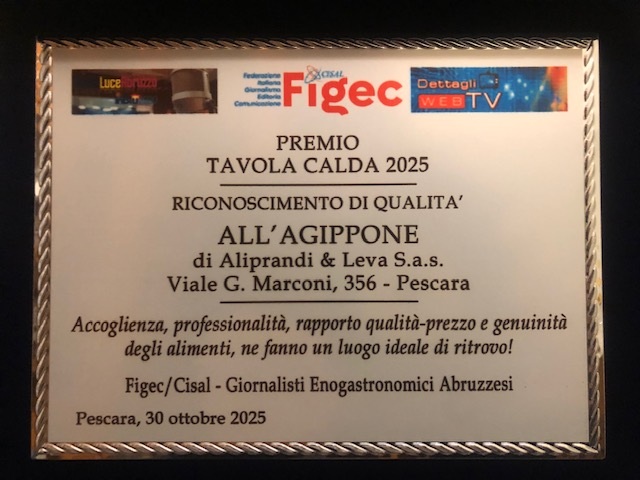 LuceAbruzzo
Federazione
Italiana
Giornalismo
Editoria
Comunicazione
CISAL
Figec
Dettagli
WEB TV
PREMIO
TAVOLA CALDA 2025
RICONOSCIMENTO DI QUALITA'
ALL'AGIPPONE
di Aliprandi & Leva S.a.s.
Viale G. Marconi, 356 - Pescara
Accoglienza, professionalità, rapporto qualità-prezzo e genuinità
degli alimenti, ne fanno un luogo ideale di ritrovo!
Figec/Cisal - Giornalisti Enogastronomici Abruzzesi
Pescara, 30 ottobre 2025